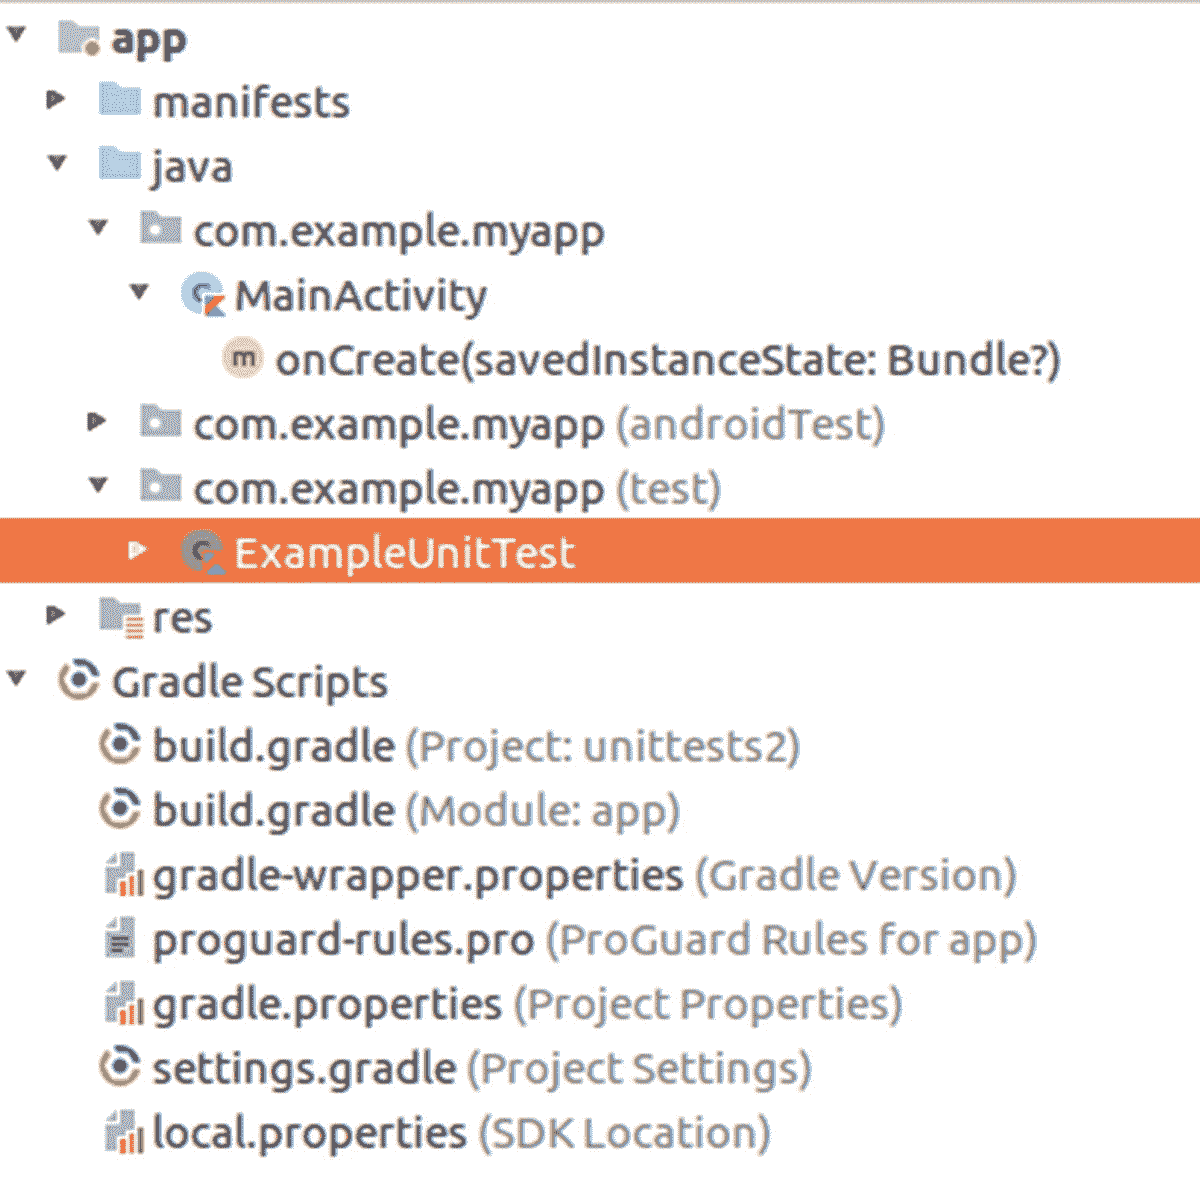 app
manifests
java
com.example.myapp
MainActivity
m onCreate(savedInstanceState: Bundle?)
com.example.myapp (androidTest)
com.example.myapp (test)
ExampleUnitTest
res
Gradle Scripts
build.gradle (Project: unittests2)
build.gradle (Module: app)
gradle-wrapper.properties (Gradle Version)
proguard-rules.pro (ProGuard Rules for app)
gradle.properties (Project Properties)
settings.gradle (Project Settings)
local.properties (SDK Location)